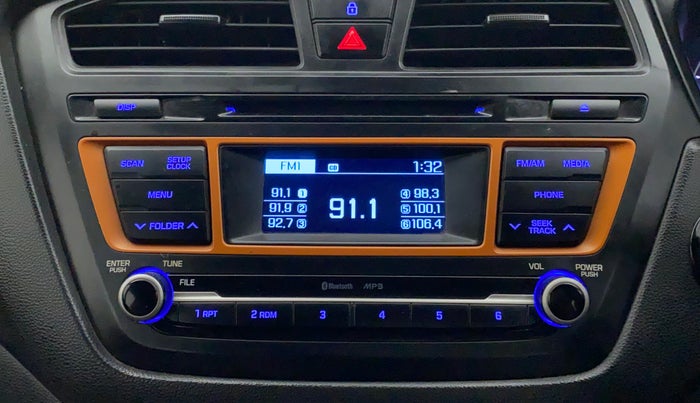 DISP
SCAN
SETUP
CLOCK
MENU
FOLDER
FM1
CD
1:32
91.1 1
91.9 2
92.7 3
91.1
4 98.3
5 100.1
6 106.4
FM/AM
MEDIA
PHONE
SEEK
TRACK
ENTER
PUSH
TUNE
FILE
Bluetooth
MP3
VOL
POWER
PUSH
1 RPT
2 RDM
3
4
5
6